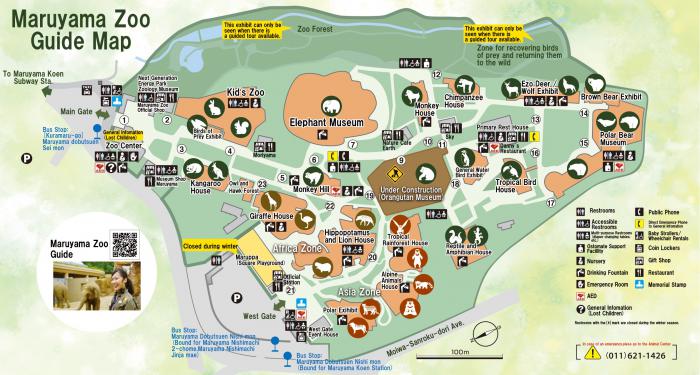 Maruyama Zoo
Guide Map
This exhibit can only be
seen when there is
a guided tour available.
Zoo Forest
This exhibit can only be
seen when there is
a guided tour available.
Zone for recovering birds
of prey and returning them
to the wild
To Maruyama Koen
Subway Sta.
Main Gate
Next Generation
Energy Park
Zoology Museum
Maruyama Zoo
Official Shop
Kid's Zoo
Birds of
Prey Exhibit
Elephant Museum
12
Monkey
House
Chimpanzee
House
Ezo Deer /
Wolf Exhibit
Brown Bear Exhibit
13
14
Polar Bear
Museum
15
16
17
Bus Stop:
(Kuramaru-go)
Maruyama dobutsuen
Sei mon
P
General Information
(Lost Children)
Zoo Center
1
2
3
4
5
6
7
9
10
11
18
20
21
22
23
Moriyama
Nature Cafe
Earth
Sky
Primary Rest House
Restaurant
Museum Shop
Maruyama
Kangaroo
House
Owl and
Hawk Forest
Monkey Hill
Under Construction
Orangutan Museum
General Water
Bird Exhibit
Tropical Bird
House
Giraffe House
Africa Zone
Hippopotamus
and Lion House
Tropical
Rainforest House
Reptile and
Amphibian House
Closed during winter
Maruppa
(Square Playground)
Official
Station
Asia Zone
Alpine
Animals
House
Polar Exhibit
P
West Gate
West Gate
Event House
Moiwa-Sanroku-dori Ave.
100m
Maruyama Zoo
Guide
Bus Stop:
Maruyama Dobutsuen Nishi mon
(Bound for Maruyama Nishimachi
2-chome,Maruyama Nishimachi
Jinja mae)
Bus Stop:
Maruyama Dobutsuen Nishi mon
(Bound for Maruyama Koen Station)
Restrooms
Accessible
Restrooms
Ostomate Support
Facility
Nursery
Drinking Fountain
Emergency Room
AED
General Information
(Lost Children)
Public Phone
Direct Emergency Phone
to General Information
Baby Strollers/
Wheelchair Rentals
Coin Lockers
Gift Shop
Restaurant
Memorial Stamp
Restrooms with the [*] mark are closed during the winter season.
In case of an emergency,please go to the Animal Center
(011)621-1426